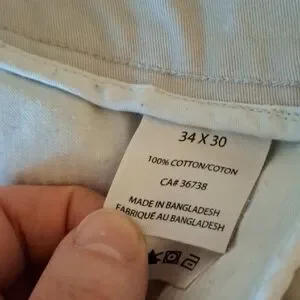 34 X 30
100% COTTON/COTON
CA# 36738
MADE IN BANGLADESH
FABRIQUÉ AU BANGLADESH